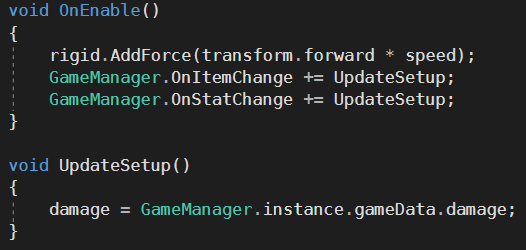 void OnEnable()
{
    rigid.AddForce(transform.forward * speed);
    GameManager.OnItemChange += UpdateSetup;
    GameManager.OnStatChange += UpdateSetup;
}

void UpdateSetup()
{
    damage = GameManager.instance.gameData.damage;
}